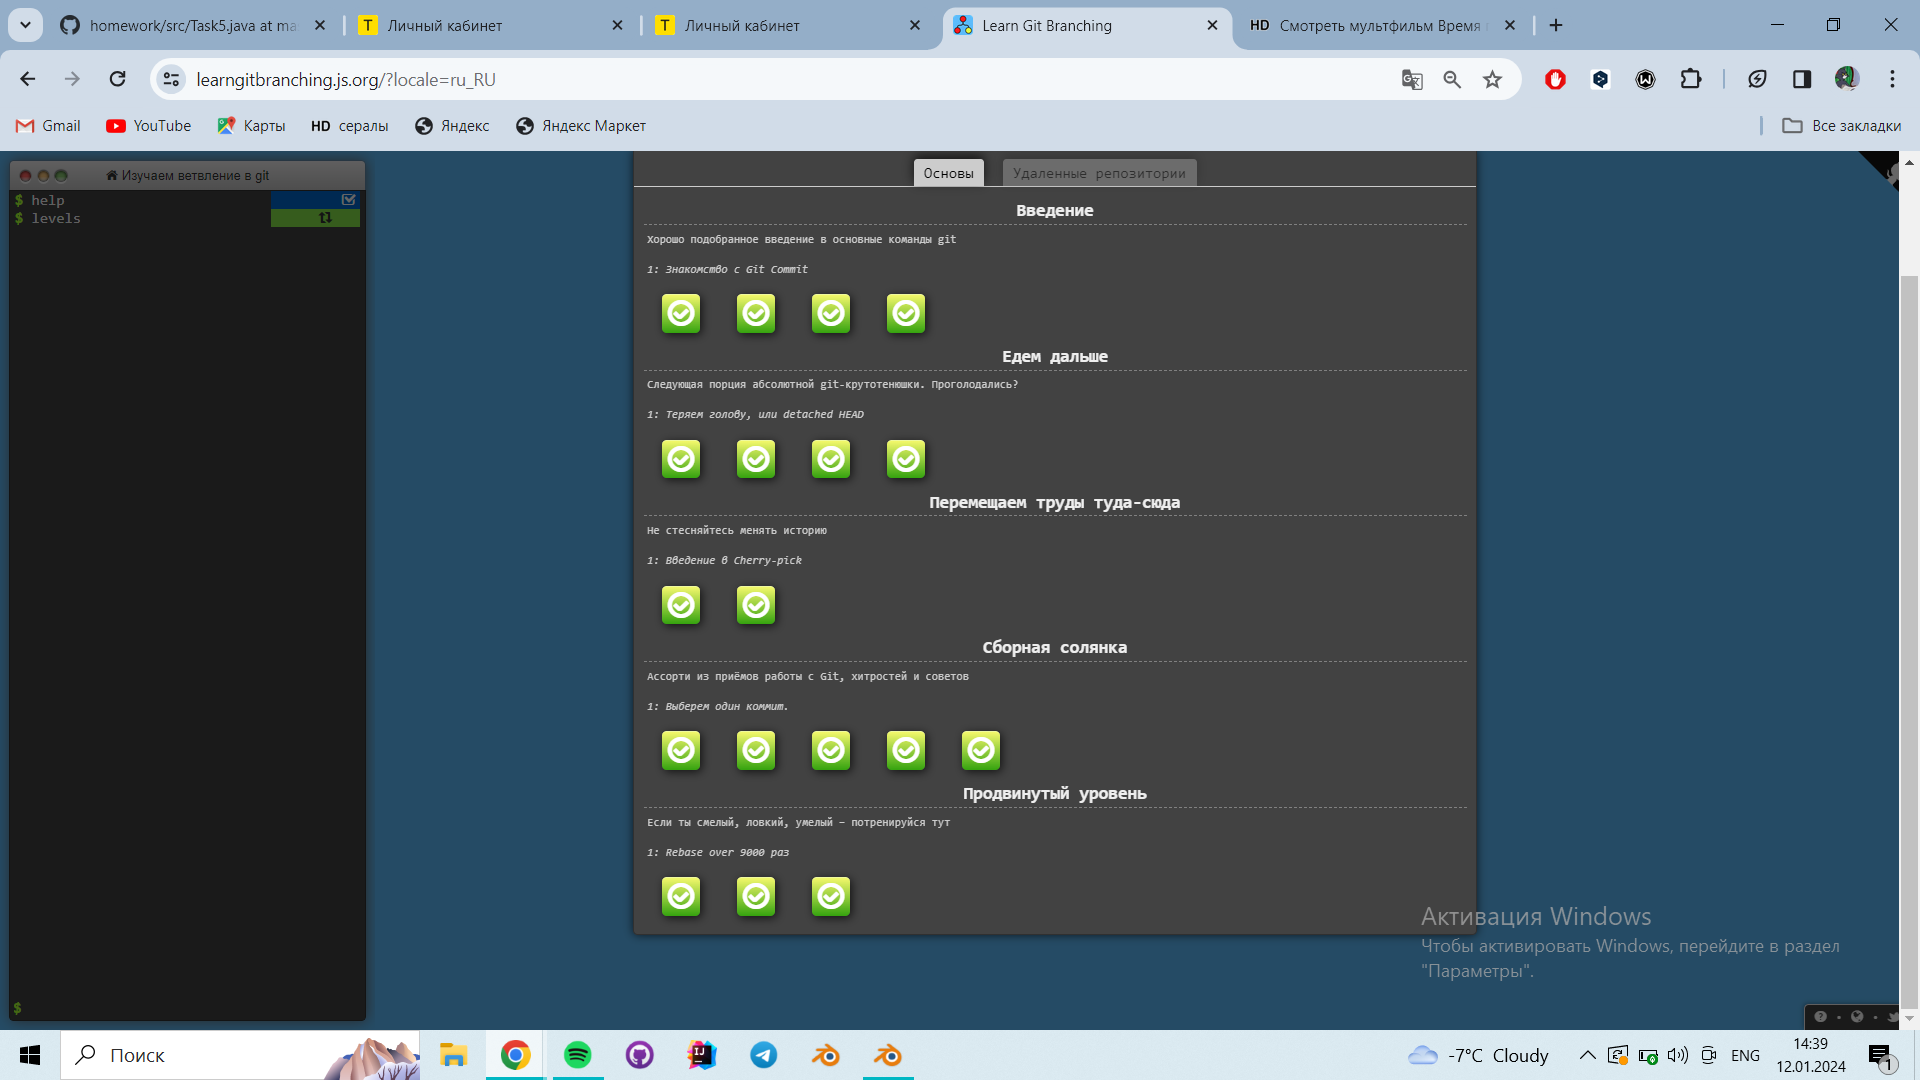 homework/src/Task5.java at ma
Личный кабинет
Личный кабинет
Learn Git Branching
HD Смотреть мультфильм Время
learngitbranching.js.org/?locale=ru_RU
Gmail
YouTube
Карты
HD сералы
Яндекс
Яндекс Маркет
Все закладки
Изучаем ветвление в git
$ help
$ levels
$
Основы
Удаленные репозитории
Введение
Хорошо подобранное введение в основные команды git
1: Знакомство с Git Commit
Едем дальше
Следующая порция абсолютной git-крутотенюшки. Проголодались?
1: Теряем голову, или detached HEAD
Перемещаем труды туда-сюда
Не стесняйтесь менять историю
1: Введение в Cherry-pick
Сборная солянка
Ассорти из приёмов работы с Git, хитростей и советов
1: Выберем один коммит.
Продвинутый уровень
Если ты смелый, ловкий, умелый – потренируйся тут
1: Rebase over 9000 раз
Активация Windows
Чтобы активировать Windows, перейдите в раздел
"Параметры".
Поиск
-7°C Cloudy
ENG
14:39
12.01.2024
1